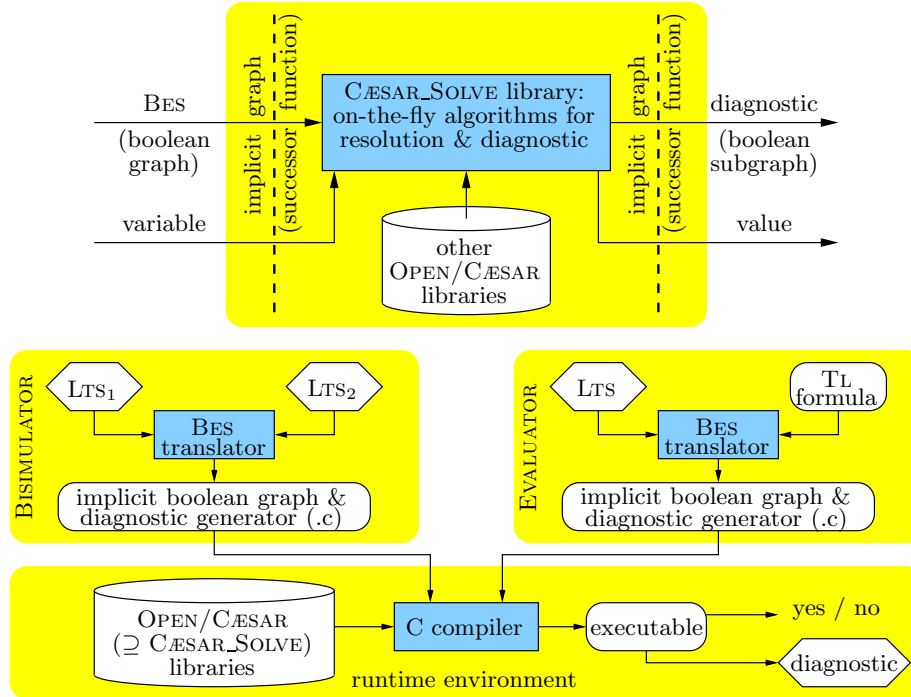 BES
(boolean
graph)
variable
implicit graph
(successor function)
CÆSAR_SOLVE library:
on-the-fly algorithms for
resolution & diagnostic
other
OPEN/CÆSAR
libraries
implicit graph
(successor function)
diagnostic
(boolean
subgraph)
value
BISIMULATOR
LTS1
LTS2
BES
translator
implicit boolean graph &
diagnostic generator (.c)
EVALUATOR
LTS
TL
formula
BES
translator
implicit boolean graph &
diagnostic generator (.c)
OPEN/CÆSAR
(⊇ CÆSAR_SOLVE)
libraries
C compiler
executable
yes / no
diagnostic
runtime environment